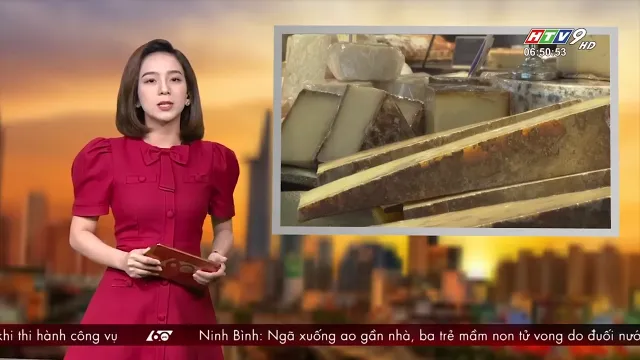 HTV9 HD
06:50:53
khi thi hành công vụ 60 Ninh Bình: Ngã xuống ao gần nhà, ba trẻ mầm non tử vong do đuối nước